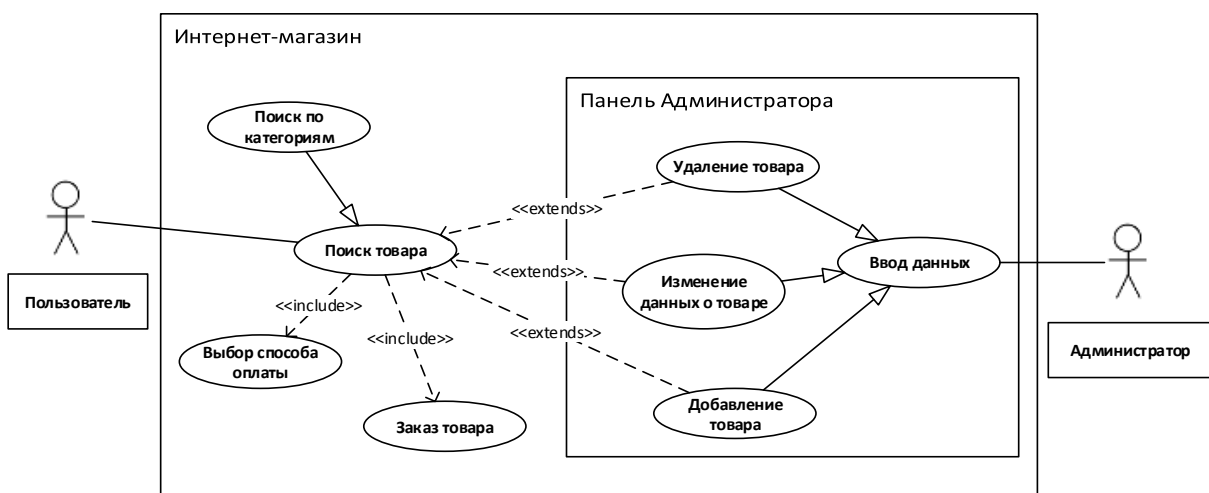 Интернет-магазин
Панель Администратора
Поиск по
категориям
Удаление товара
<<extends>>
Поиск товара
Ввод данных
<<extends>>
Изменение
данных о товаре
Пользователь
<<include>>
<<include>>
<<extends>>
Выбор способа
оплаты
Администратор
Добавление
товара
Заказ товара